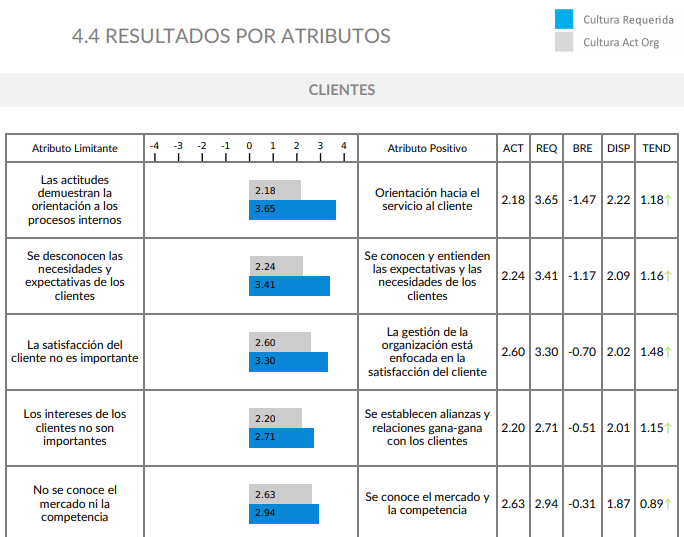 4.4 RESULTADOS POR ATRIBUTOS
Cultura Requerida
Cultura Act Org
CLIENTES
Atributo Limitante
-4 -3 -2 -1 0 1 2 3 4
Atributo Positivo
ACT REQ BRE DISP TEND
Las actitudes
demuestran la
orientación a los
procesos internos
2.18
3.65
Orientación hacia el
servicio al cliente
2.18 3.65 -1.47 2.22 1.18↑
Se desconocen las
necesidades y
expectativas de los
clientes
2.24
3.41
Se conocen y entienden
las expectativas y las
necesidades de los
clientes
2.24 3.41 -1.17 2.09 1.16↑
La satisfacción del
cliente no es importante
2.60
3.30
La gestión de la
organización está
enfocada en la
satisfacción del cliente
2.60 3.30 -0.70 2.02 1.48↑
Los intereses de los
clientes no son
importantes
2.20
2.71
Se establecen alianzas y
relaciones gana-gana
con los clientes
2.20 2.71 -0.51 2.01 1.15↑
No se conoce el
mercado ni la
competencia
2.63
2.94
Se conoce el mercado y
la competencia
2.63 2.94 -0.31 1.87 0.89↑